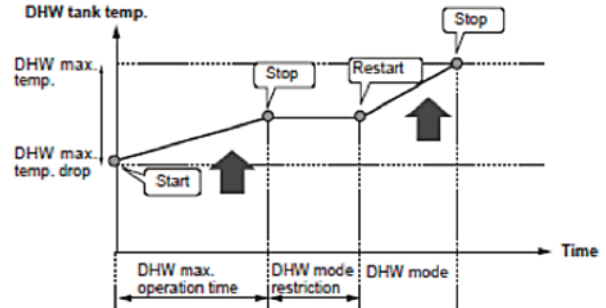 DHW tank temp.
Stop
DHW max.
temp.
Stop
Restart
DHW max.
temp. drop
Start
Time
DHW max.
operation time
DHW mode
restriction
DHW mode